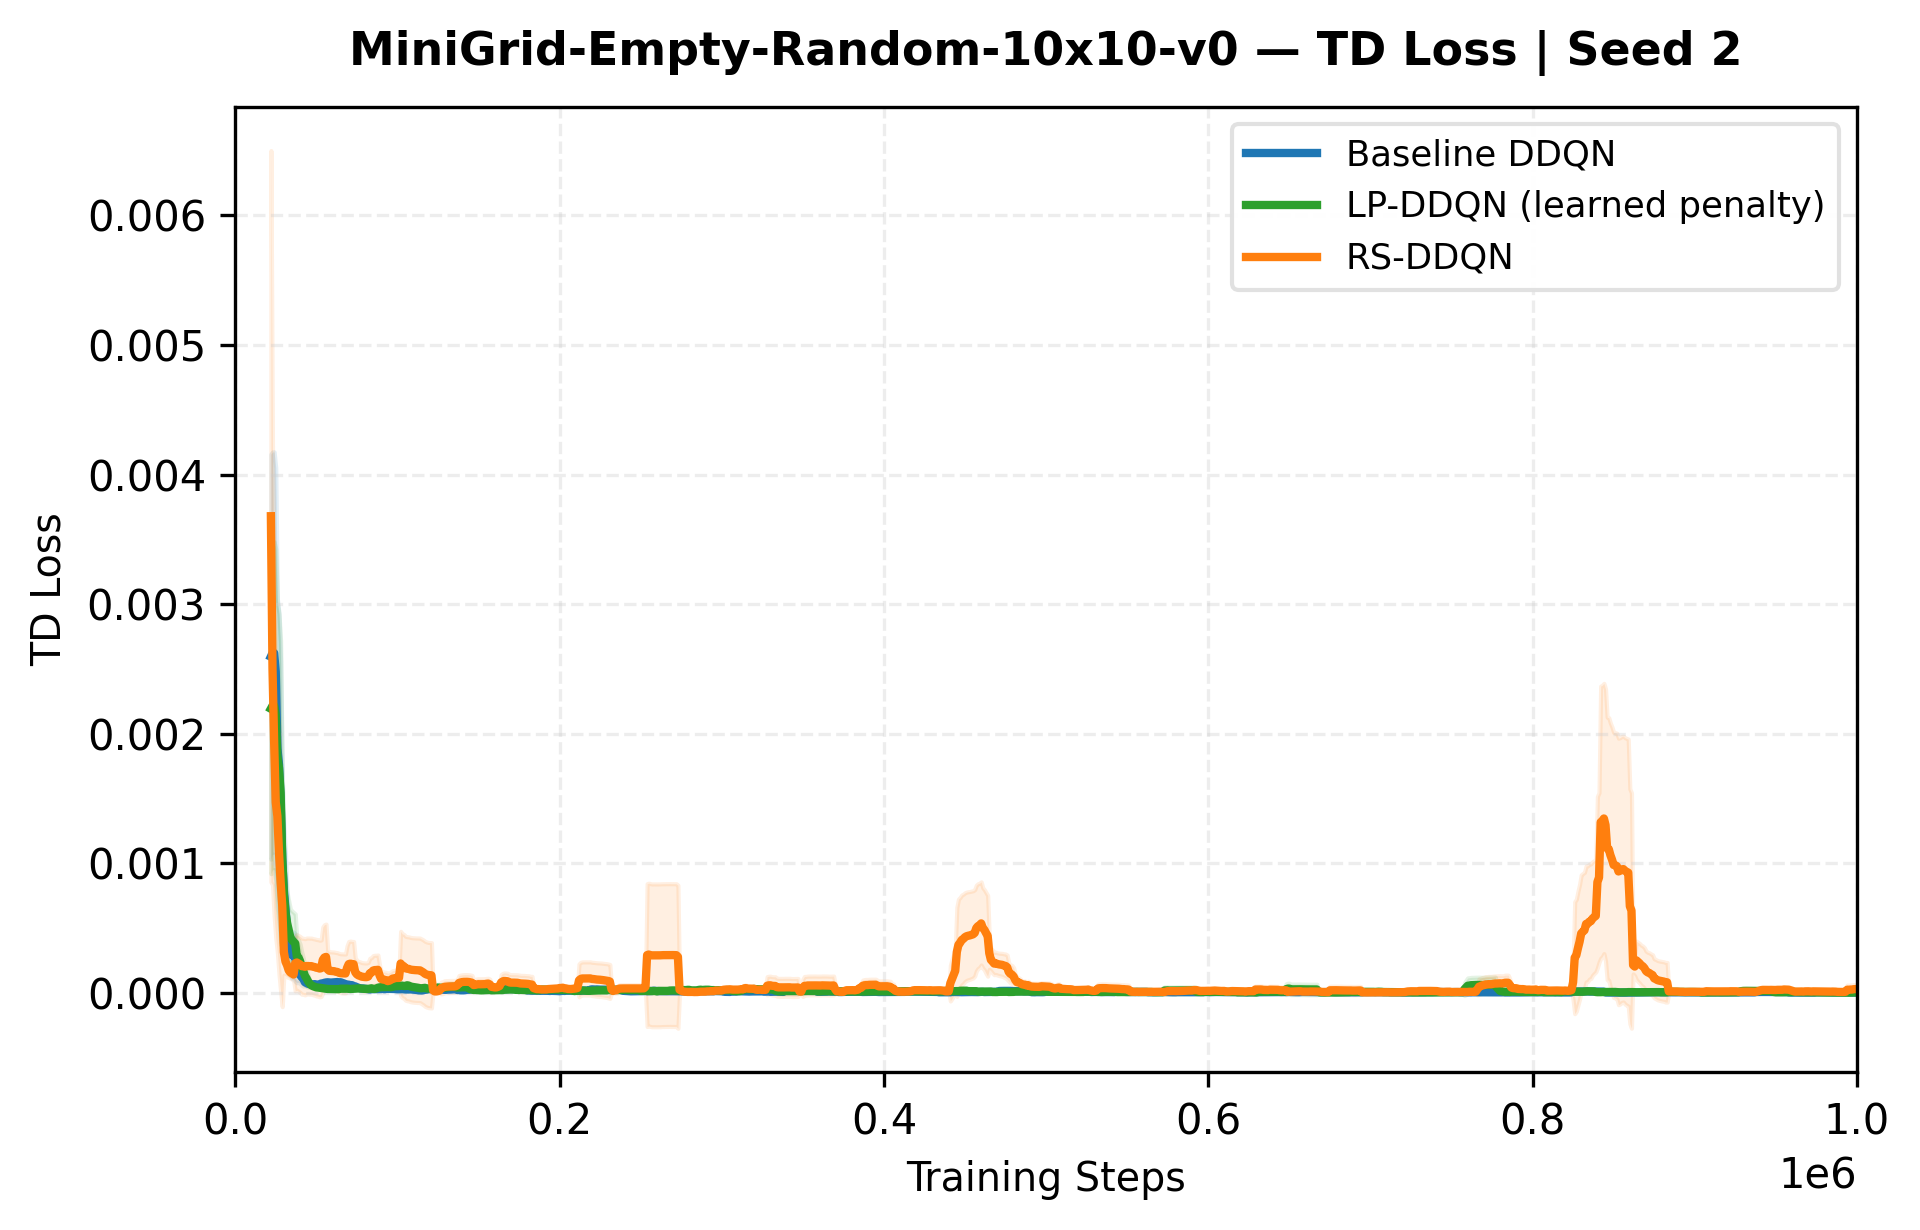 MiniGrid-Empty-Random-10x10-v0 — TD Loss | Seed 2
Baseline DDQN
LP-DDQN (learned penalty)
RS-DDQN
0.006
0.005
0.004
0.003
0.002
0.001
0.000
TD Loss
0.0 0.2 0.4 0.6 0.8 1.0
Training Steps
1e6